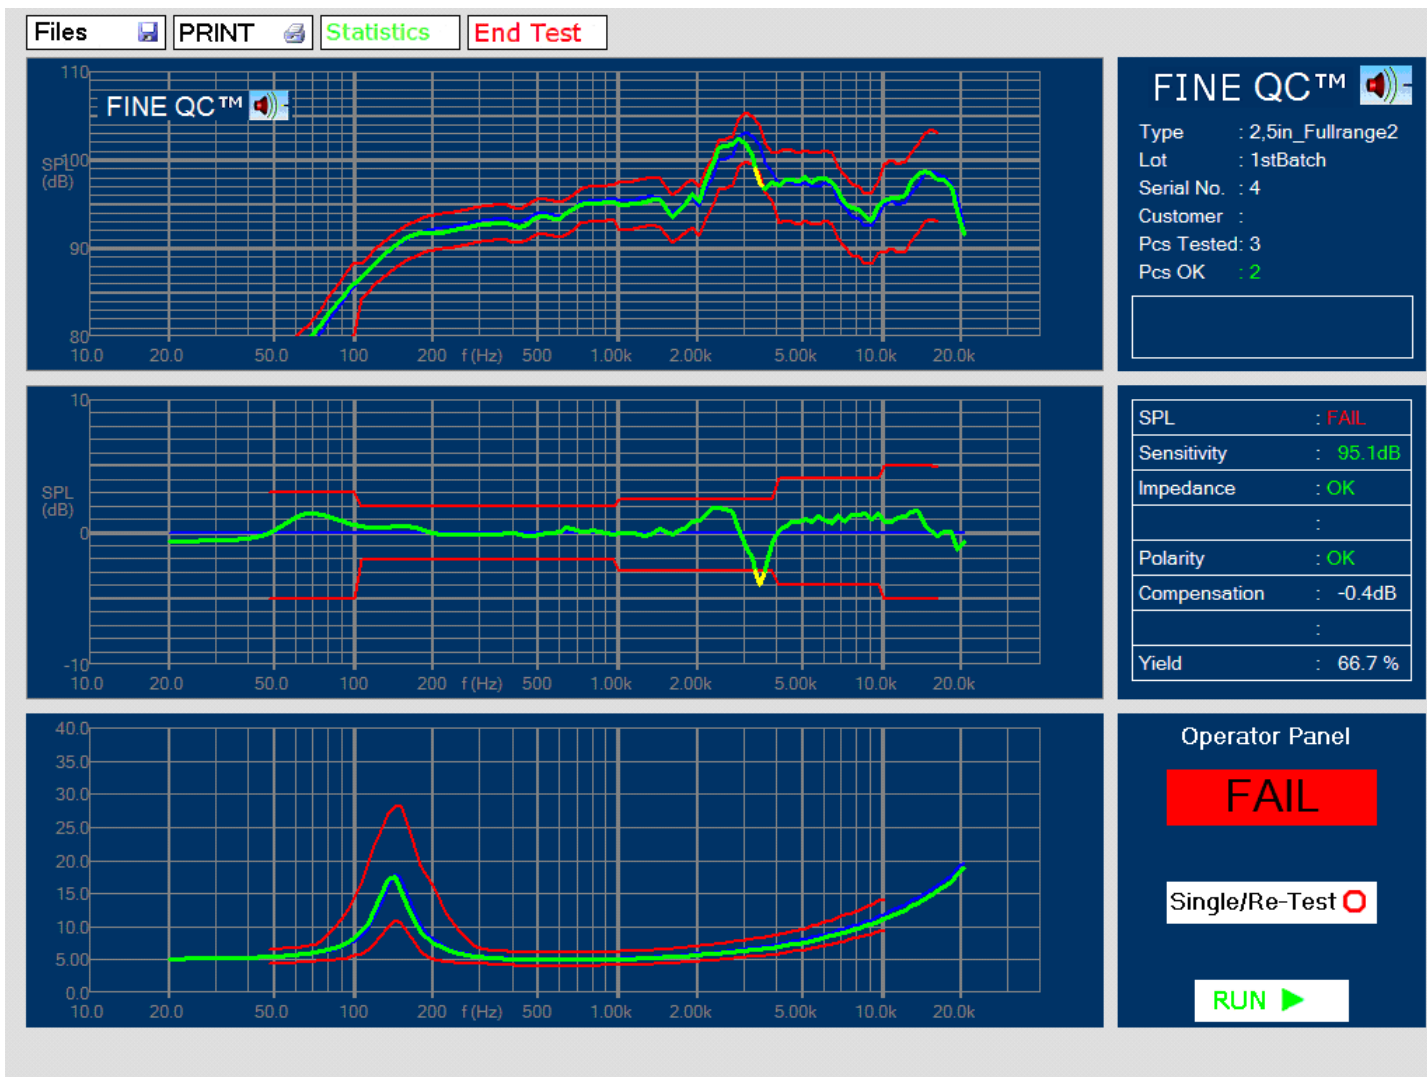 Files
PRINT
Statistics
End Test
110
FINE QC™
SPL 100
(dB)
90
80
10.0 20.0 50.0 100 200 f (Hz) 500 1.00k 2.00k 5.00k 10.0k 20.0k
FINE QC™
Type : 2,5in_Fullrange2
Lot : 1stBatch
Serial No. : 4
Customer :
Pcs Tested: 3
Pcs OK : 2
10
SPL
(dB)
0
-10
10.0 20.0 50.0 100 200 f (Hz) 500 1.00k 2.00k 5.00k 10.0k 20.0k
SPL : FAIL
Sensitivity : 95.1dB
Impedance : OK
:
Polarity : OK
Compensation : -0.4dB
:
Yield : 66.7 %
40.0
35.0
30.0
25.0
20.0
15.0
10.0
5.00
0.0
10.0 20.0 50.0 100 200 f (Hz) 500 1.00k 2.00k 5.00k 10.0k 20.0k
Operator Panel
FAIL
Single/Re-Test
RUN